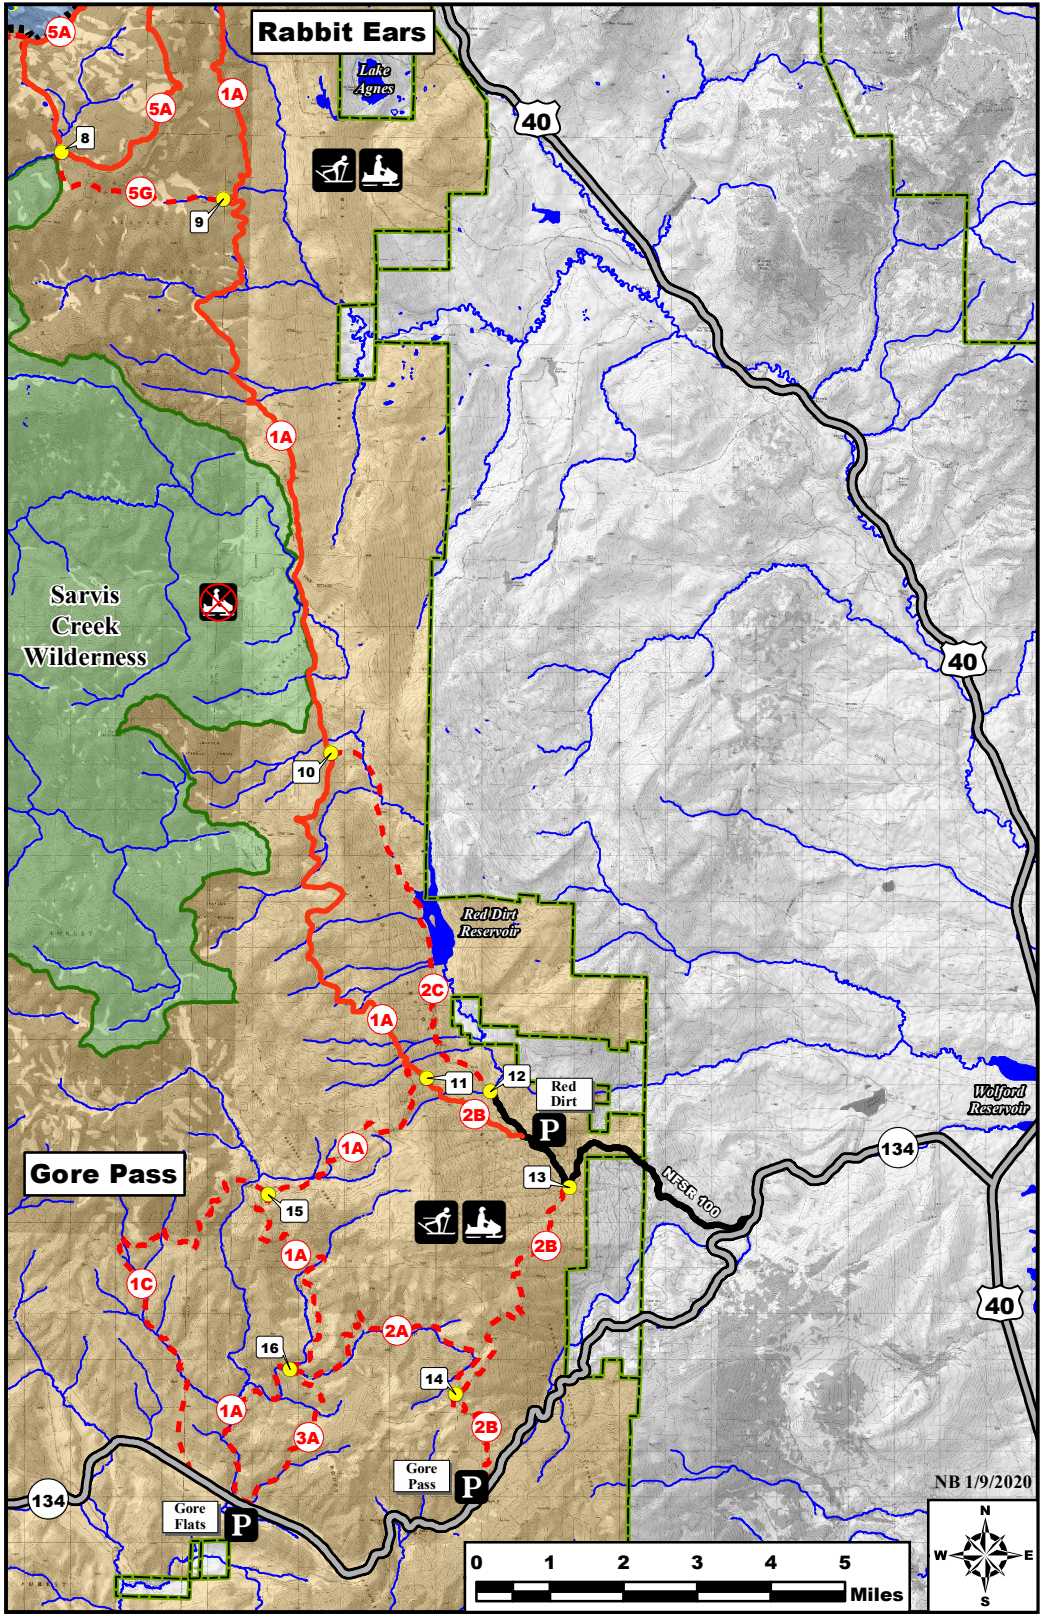 5A
Rabbit Ears
Lake
Agnes
5A
1A
40
8
5G
9
1A
Sarvis
Creek
Wilderness
40
10
Red Dirt
Reservoir
2C
1A
11
12
Red
Dirt
Wolford
Reservoir
2B
P
134
1A
Gore Pass
13
NFSR 100
15
1A
2B
1C
40
2A
16
14
1A
3A
2B
Gore
Pass
P
NB 1/9/2020
134
Gore
Flats
P
N
W E
S
0 1 2 3 4 5
Miles